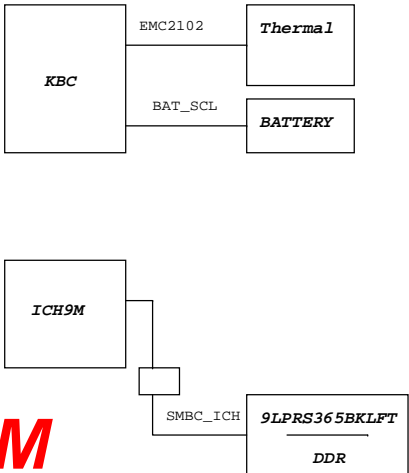 EMC2102
Thermal
KBC
BAT_SCL
BATTERY
ICH9M
SMBC_ICH
9LPRS365BKLFT
DDR
M